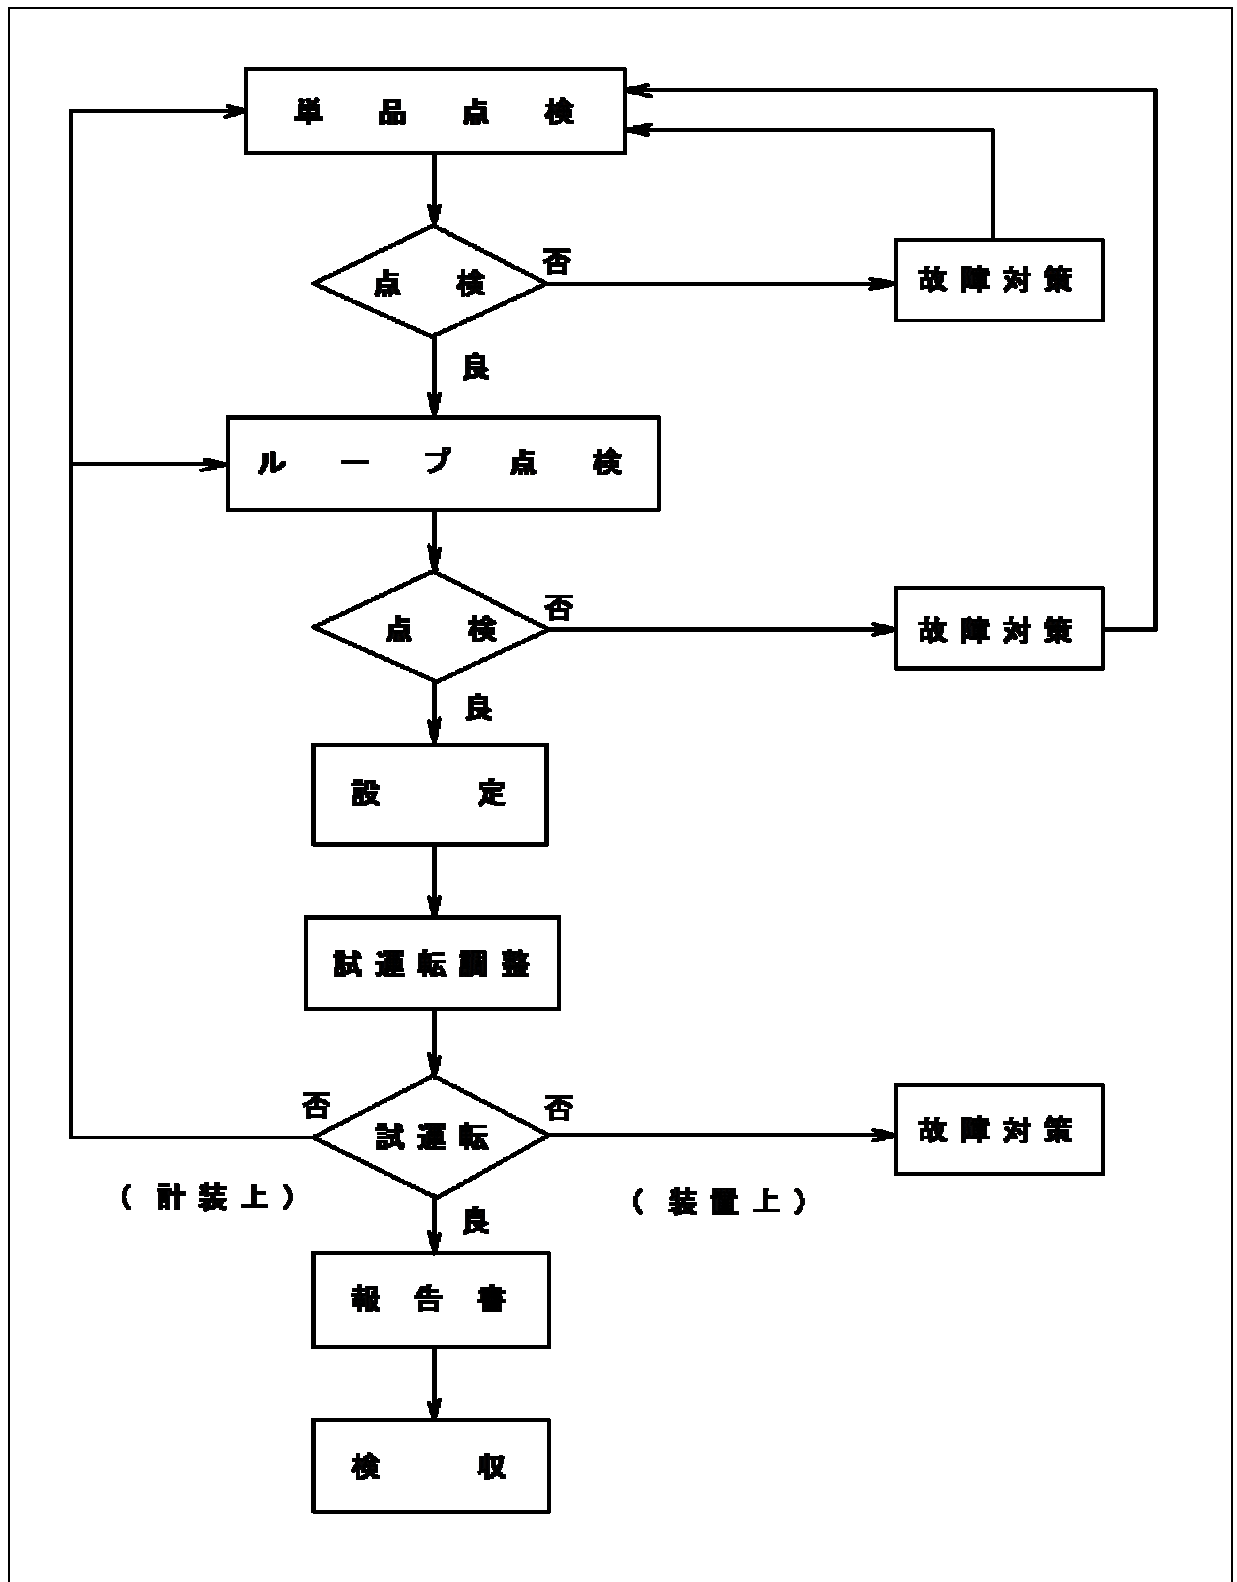 単品点検
点検
否
故障対策
良
ループ点検
点検
否
故障対策
良
設定
試運転調整
否
試運転
否
故障対策
(計装上)
(装置上)
良
報告書
検収